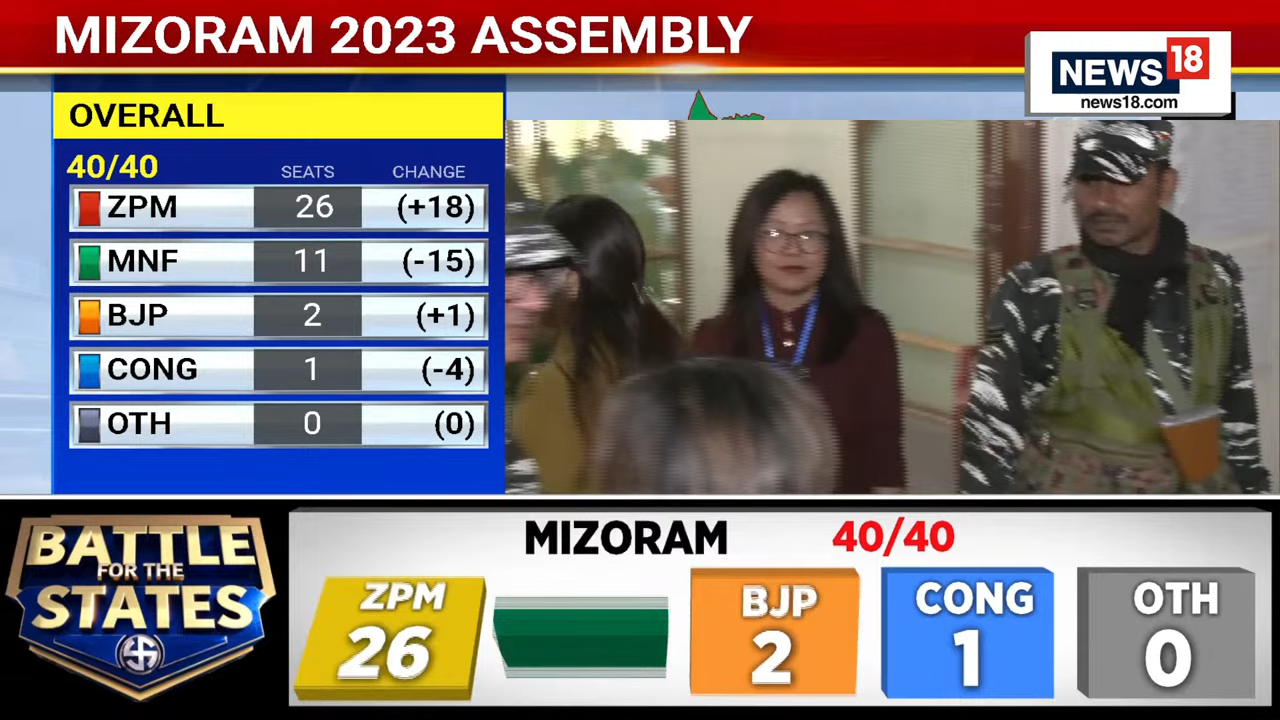 MIZORAM 2023 ASSEMBLY
NEWS 18
news18.com
OVERALL
40/40 SEATS CHANGE
ZPM 26 (+18)
MNF 11 (-15)
BJP 2 (+1)
CONG 1 (-4)
OTH 0 (0)
BATTLE
FOR THE
STATES
MIZORAM 40/40
ZPM
26
BJP
2
CONG
1
OTH
0